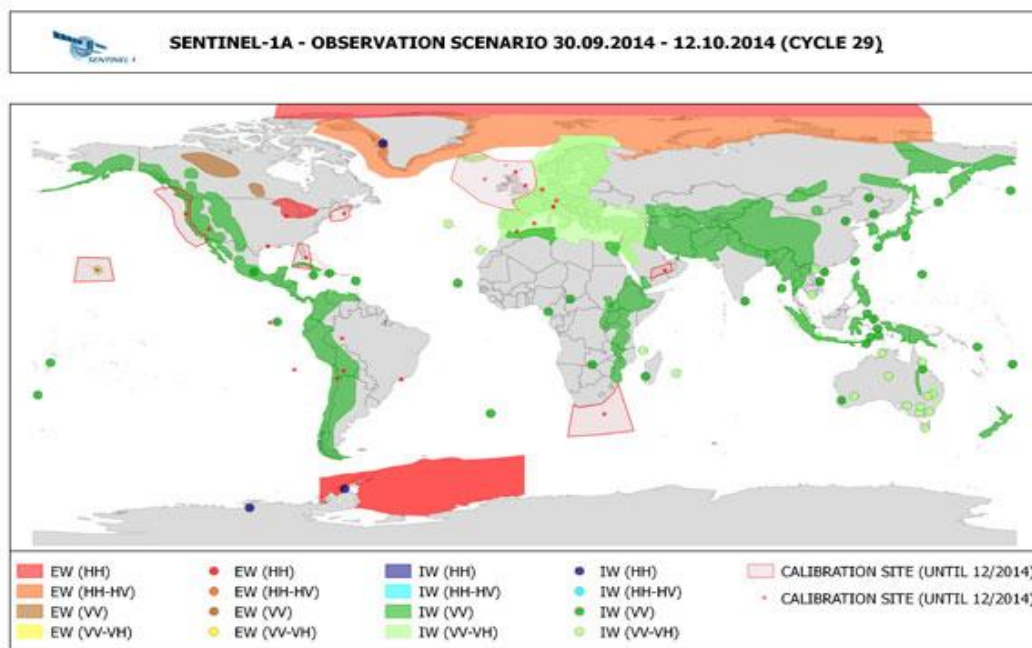 SENTINEL-1
SENTINEL-1A - OBSERVATION SCENARIO 30.09.2014 - 12.10.2014 (CYCLE 29)
EW (HH)
EW (HH-HV)
EW (VV)
EW (VV-VH)
EW (HH)
EW (HH-HV)
EW (VV)
EW (VV-VH)
IW (HH)
IW (HH-HV)
IW (VV)
IW (VV-VH)
IW (HH)
IW (HH-HV)
IW (VV)
IW (VV-VH)
CALIBRATION SITE (UNTIL 12/2014)
CALIBRATION SITE (UNTIL 12/2014)